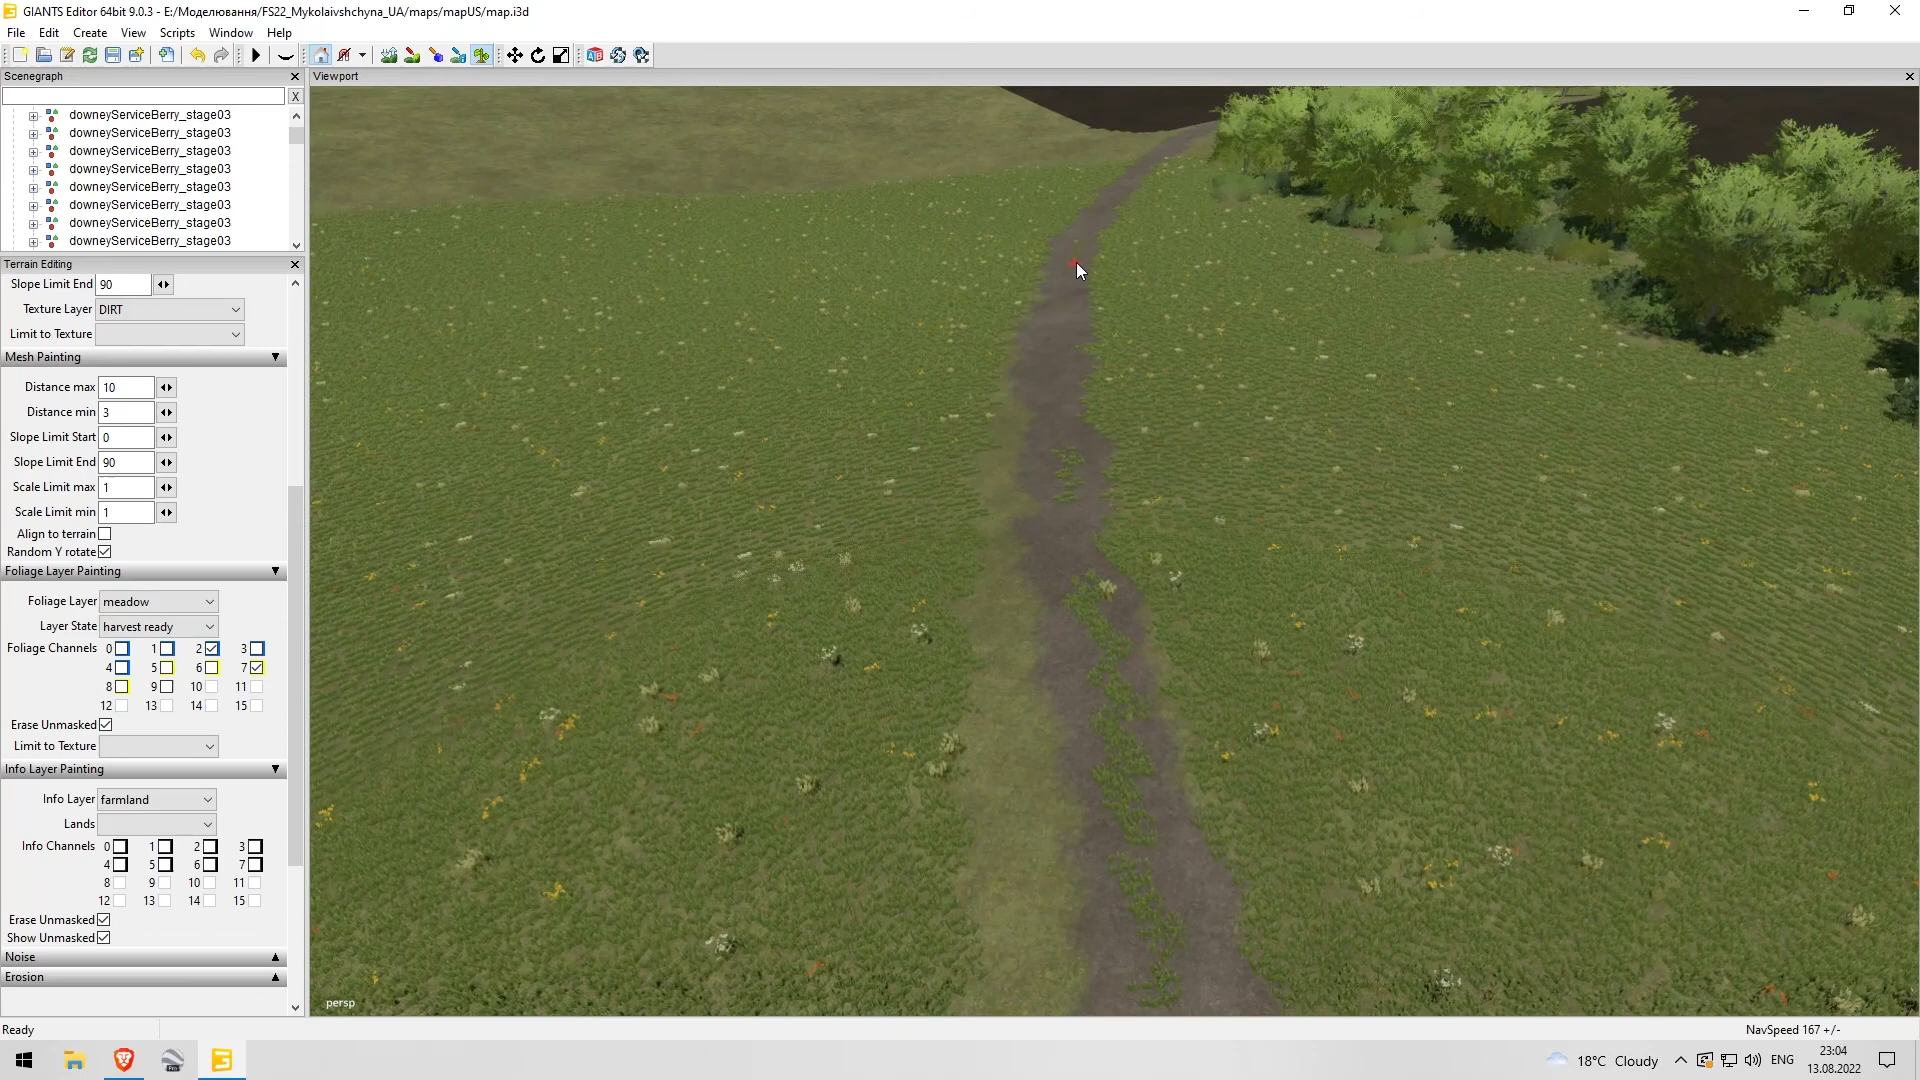 GIANTS Editor 64bit 9.0.3 - E:/Моделювання/FS22_Mykolaivshchyna_UA/maps/mapUS/map.i3d
File Edit Create View Scripts Window Help
Scenegraph
X
Viewport
downeyServiceBerry_stage03
downeyServiceBerry_stage03
downeyServiceBerry_stage03
downeyServiceBerry_stage03
downeyServiceBerry_stage03
downeyServiceBerry_stage03
downeyServiceBerry_stage03
downeyServiceBerry_stage03
Terrain Editing
Slope Limit End 90
Texture Layer DIRT
Limit to Texture
Mesh Painting
Distance max 10
Distance min 3
Slope Limit Start 0
Slope Limit End 90
Scale Limit max 1
Scale Limit min 1
Align to terrain
Random Y rotate
Foliage Layer Painting
Foliage Layer meadow
Layer State harvest ready
Foliage Channels 0 1 2 3
4 5 6 7
8 9 10 11
12 13 14 15
Erase Unmasked
Limit to Texture
Info Layer Painting
Info Layer farmland
Lands
Info Channels 0 1 2 3
4 5 6 7
8 9 10 11
12 13 14 15
Erase Unmasked
Show Unmasked
Noise
Erosion
persp
Ready
NavSpeed 167 +/-
18°C Cloudy
ENG
23:04
13.08.2022